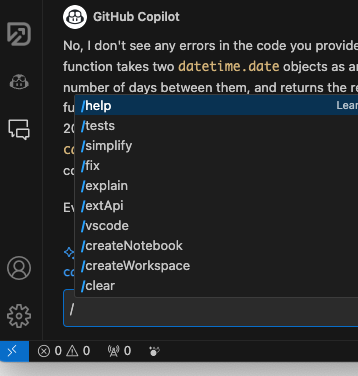 GitHub Copilot
No, I don't see any errors in the code you provide
function takes two datetime.date objects as a
number of days between them, and returns the re
fu
/help Lear
20
/tests
/simplify
co
/fix
co
/explain
/extApi
Ev
/vscode
/createNotebook
co
/createWorkspace
/clear
/
0 0 0